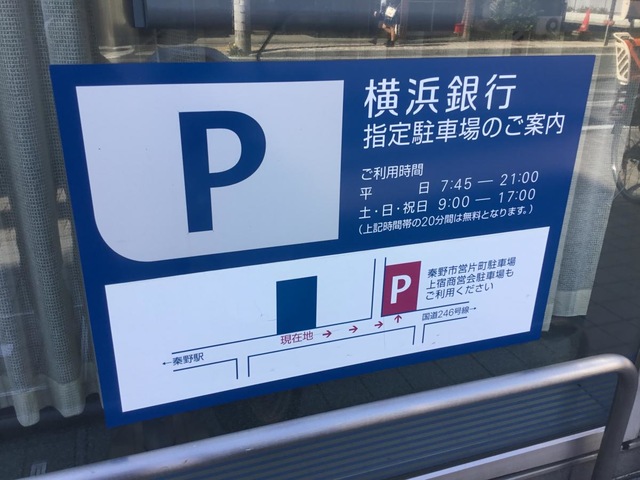 P
横浜銀行
指定駐車場のご案内
ご利用時間
平 日 7:45 — 21:00
土・日・祝日 9:00 — 17:00
(上記時間帯の20分間は無料となります。)
秦野市営片町駐車場
上宿商営会駐車場も
ご利用ください
P
国道246号線→
現在地 → → → ↑
←秦野駅